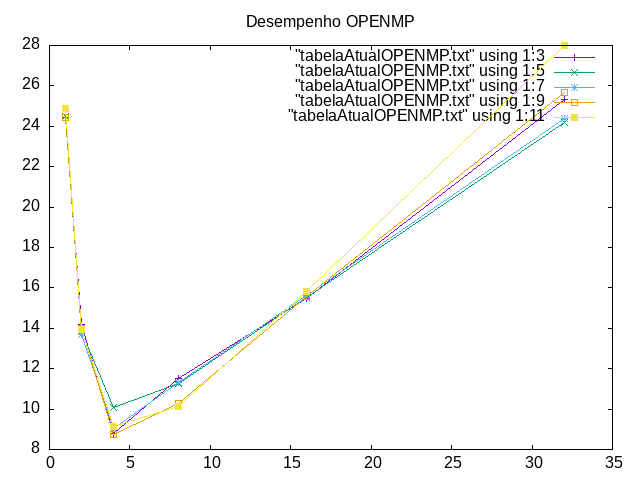 Desempenho OPENMP
28
26
24
22
20
18
16
14
12
10
8
"tabelaAtualOPENMP.txt" using 1:3
"tabelaAtualOPENMP.txt" using 1:5
"tabelaAtualOPENMP.txt" using 1:7
"tabelaAtualOPENMP.txt" using 1:9
"tabelaAtualOPENMP.txt" using 1:11
0 5 10 15 20 25 30 35